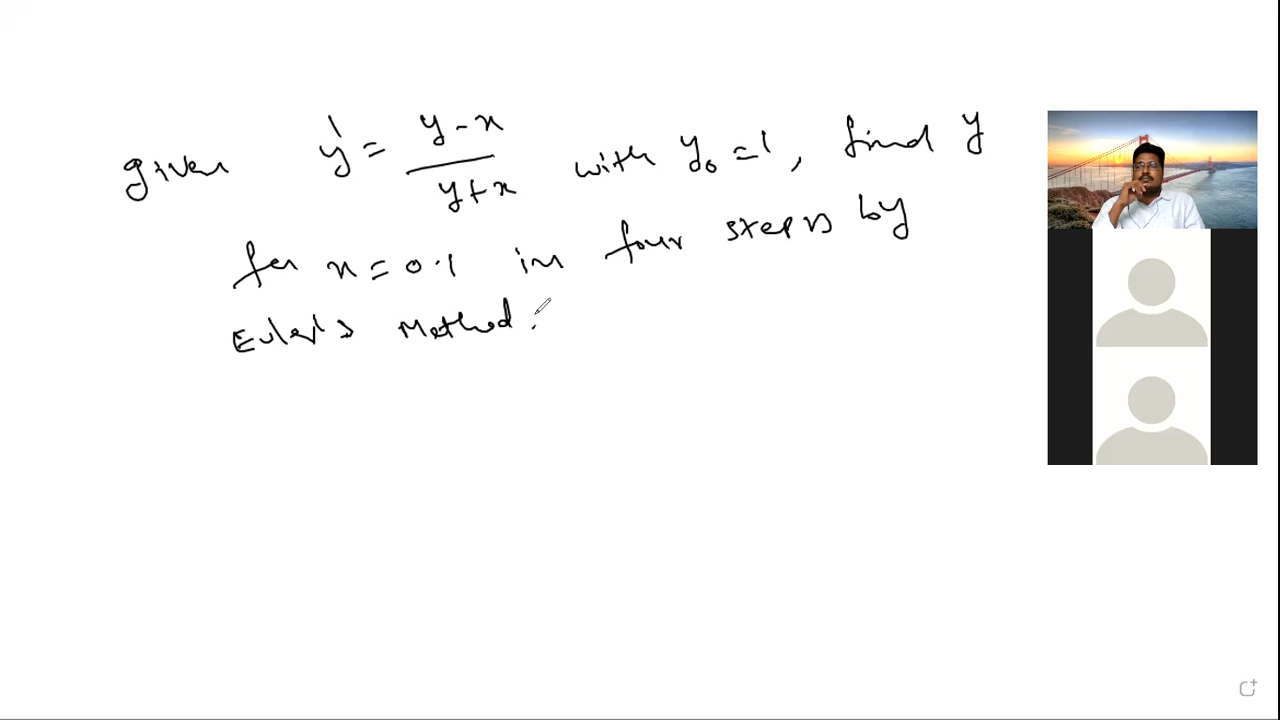 given y' = y-x / y+x with y₀ = 1, find y
for x = 0.1 in four steps by
Euler's Method.